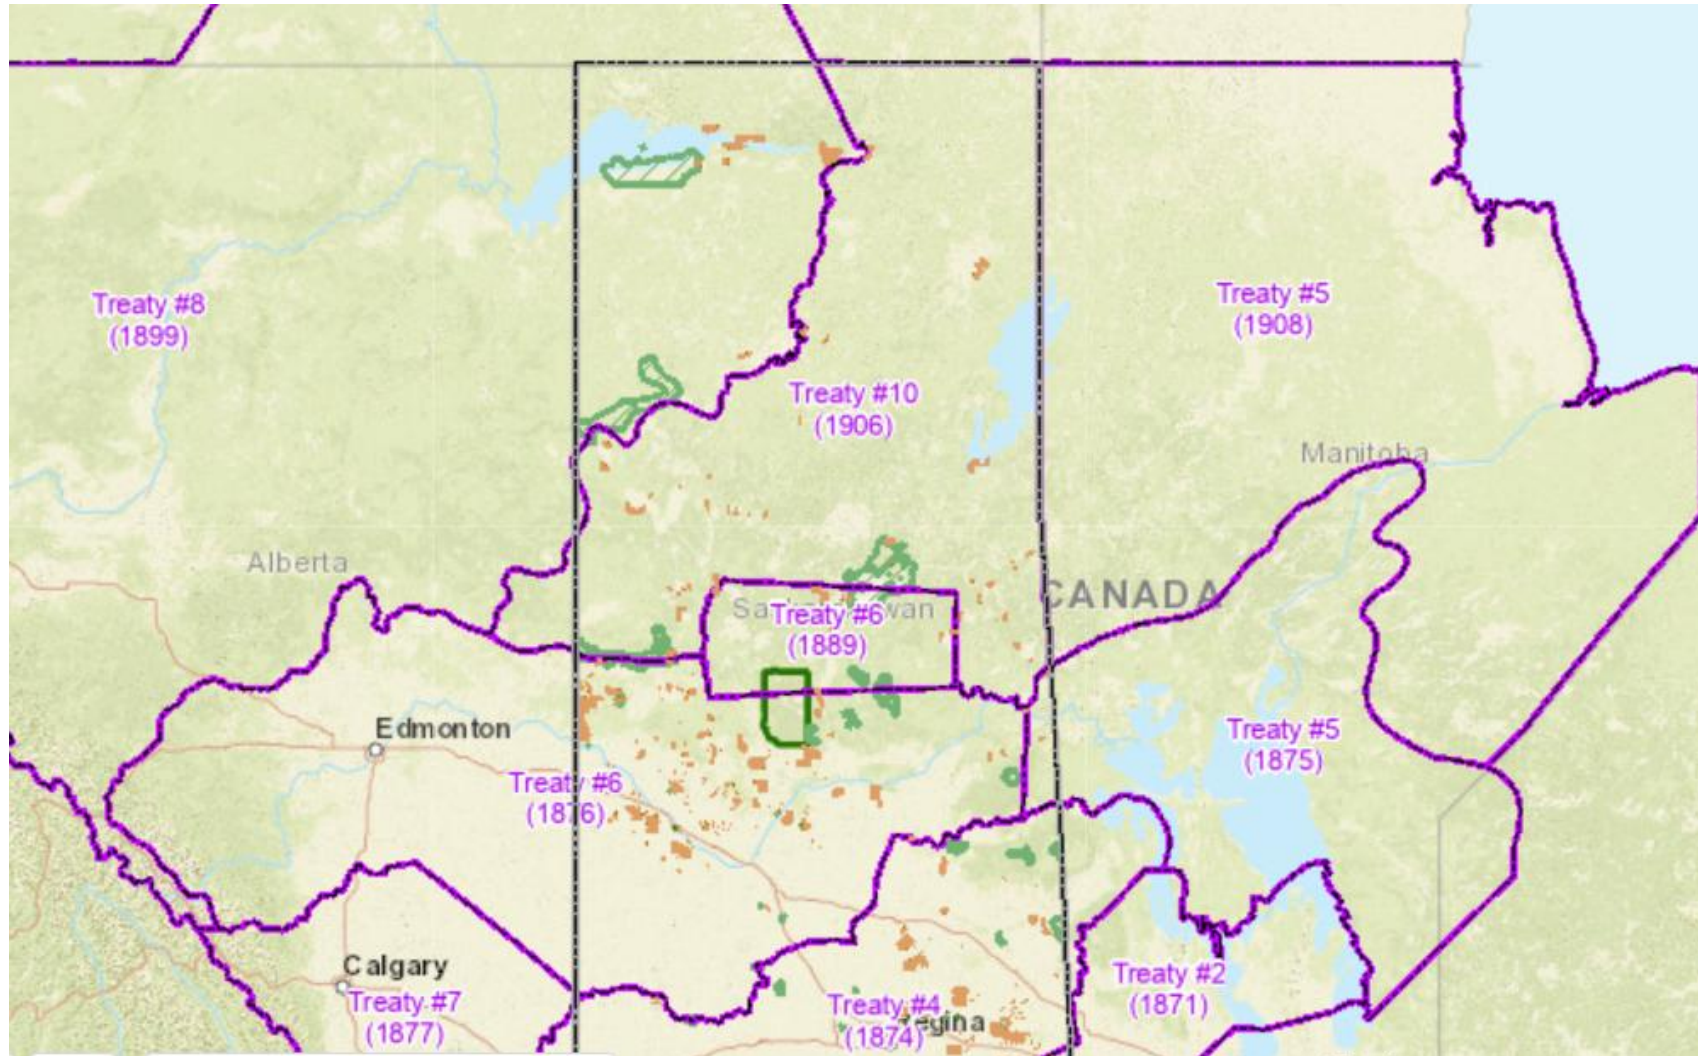 Treaty #8
(1899)
Treaty #5
(1908)
Treaty #10
(1906)
Manitoba
Alberta
CANADA
Treaty #6
(1889)
Edmonton
Treaty #6
(1876)
Treaty #5
(1875)
Calgary
Treaty #7
(1877)
Treaty #4
(1874)
Treaty #2
(1871)